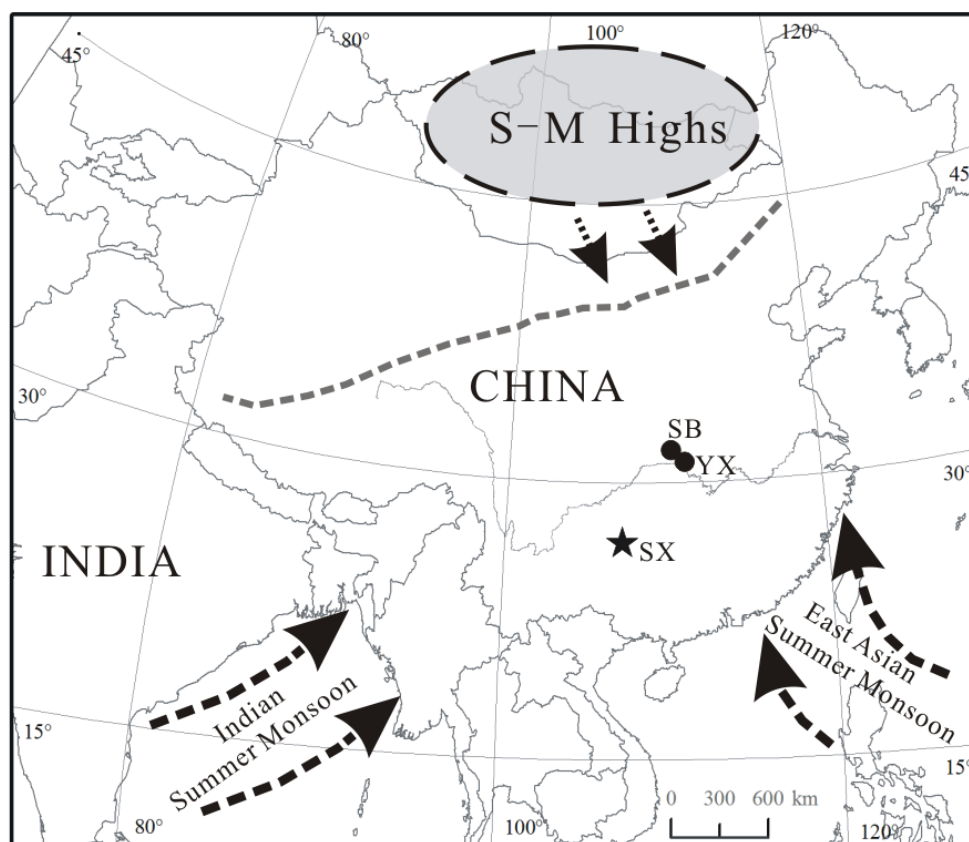 80°
100°
120°
45°
S-M Highs
45°
CHINA
30°
SB
YX
30°
INDIA
SX
East Asian
Summer Monsoon
Indian
Summer Monsoon
15°
15°
0 300 600 km
80°
100°
120°